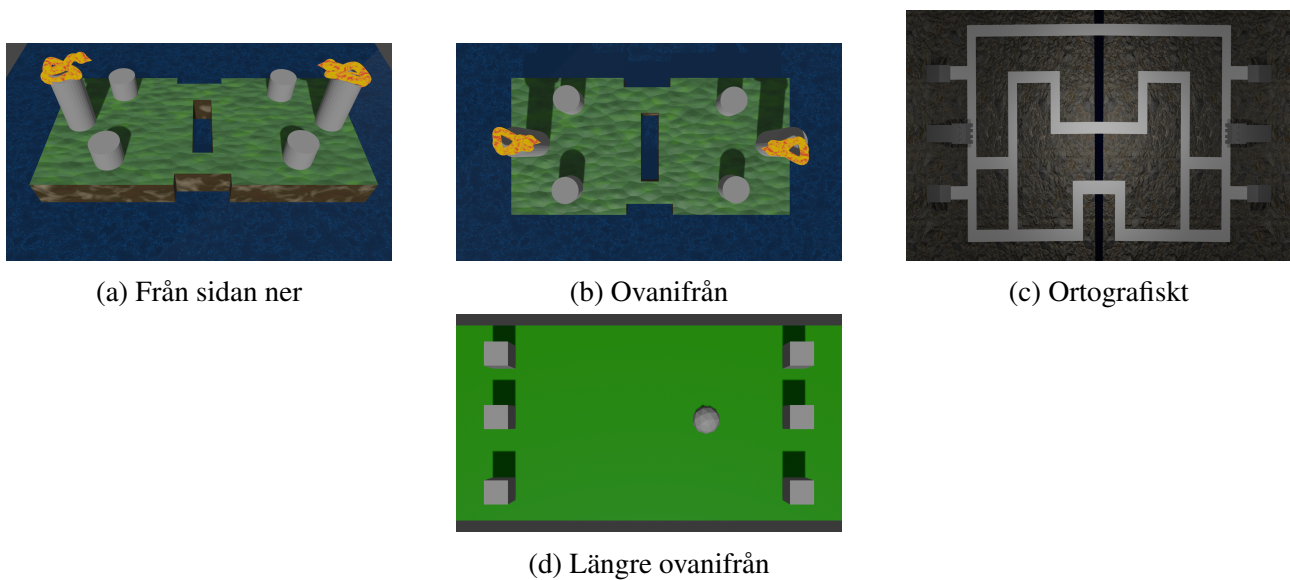 (a) Från sidan ner
(b) Ovanifrån
(c) Ortografiskt
(d) Längre ovanifrån